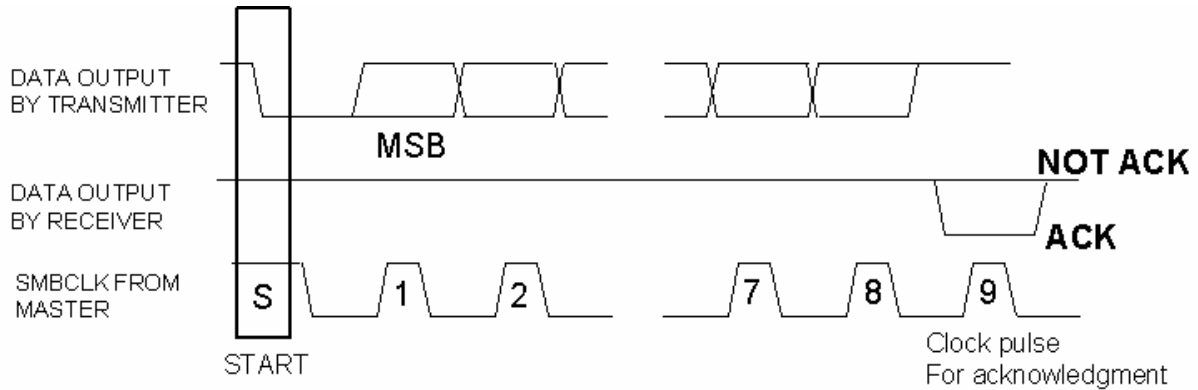 DATA OUTPUT
BY TRANSMITTER
MSB
NOT ACK
DATA OUTPUT
BY RECEIVER
ACK
SMBCLK FROM
MASTER
S
1
2
7
8
9
START
Clock pulse
For acknowledgment